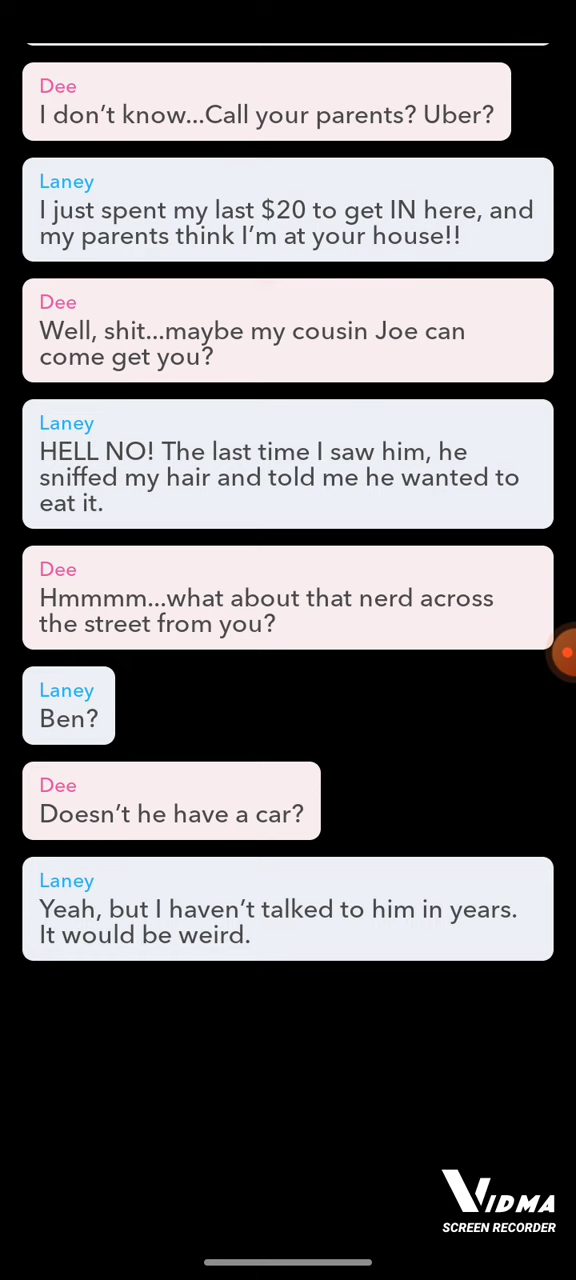 Dee
I don’t know...Call your parents? Uber?
Laney
I just spent my last $20 to get IN here, and
my parents think I’m at your house!!
Dee
Well, shit...maybe my cousin Joe can
come get you?
Laney
HELL NO! The last time I saw him, he
sniffed my hair and told me he wanted to
eat it.
Dee
Hmmmm...what about that nerd across
the street from you?
Laney
Ben?
Dee
Doesn’t he have a car?
Laney
Yeah, but I haven’t talked to him in years.
It would be weird.
VIDMA
SCREEN RECORDER